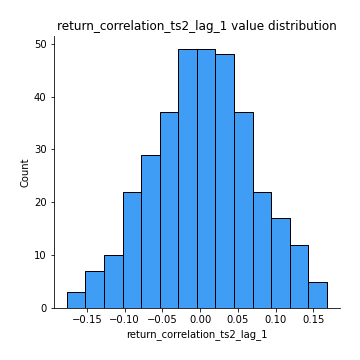 return_correlation_ts2_lag_1 value distribution
50
40
30
20
10
0
Count
−0.15 −0.10 −0.05 0.00 0.05 0.10 0.15
return_correlation_ts2_lag_1